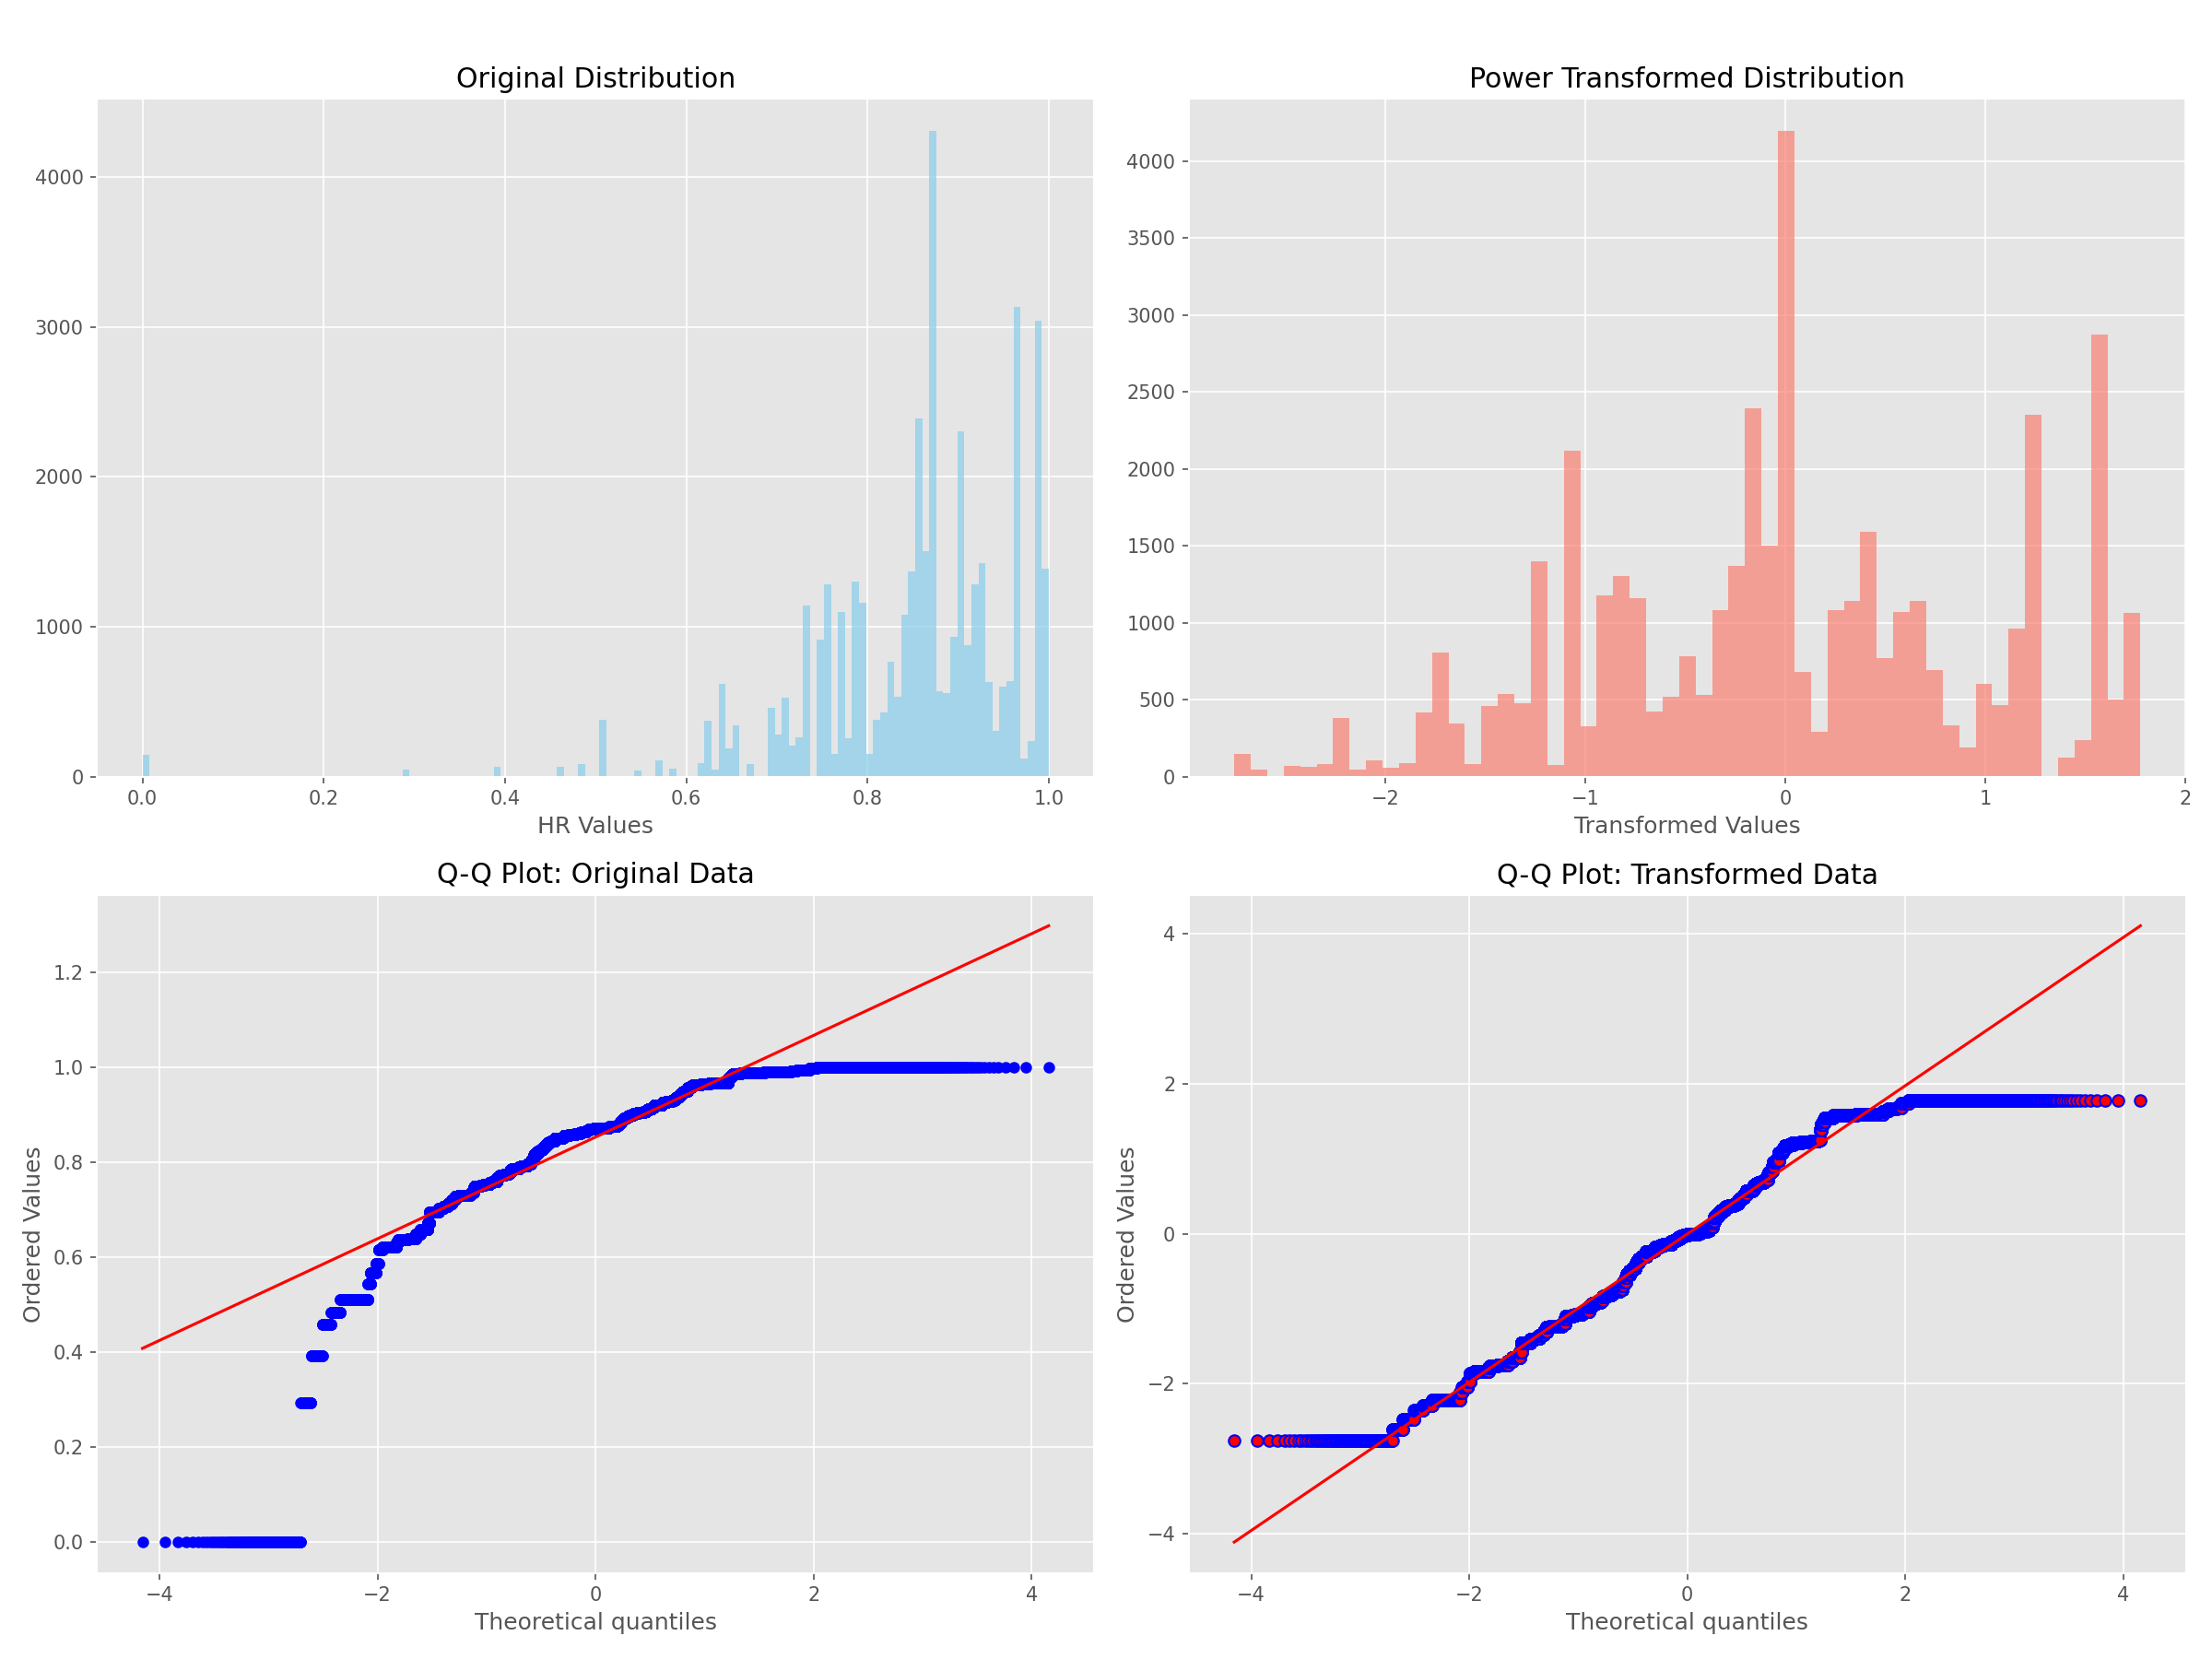 Original Distribution
4000
3000
2000
1000
0
0.0 0.2 0.4 0.6 0.8 1.0
HR Values
Power Transformed Distribution
4000
3500
3000
2500
2000
1500
1000
500
0
−2 −1 0 1 2
Transformed Values
Q-Q Plot: Original Data
Ordered Values
1.2
1.0
0.8
0.6
0.4
0.2
0.0
−4 −2 0 2 4
Theoretical quantiles
Q-Q Plot: Transformed Data
Ordered Values
4
2
0
−2
−4
−4 −2 0 2 4
Theoretical quantiles